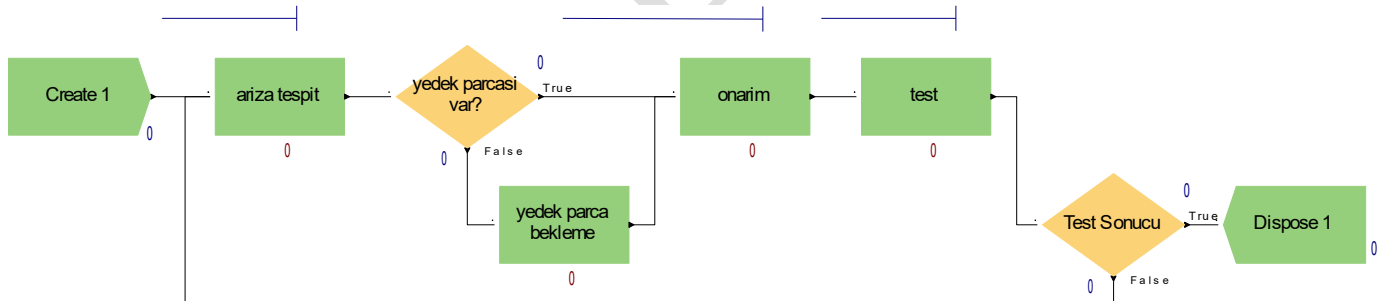 Create 1
0
ariza tespit
0
yedek parcasi
var?
0
True
0
False
yedek parca
bekleme
0
onarim
0
test
0
Test Sonucu
0
True
0
False
Dispose 1
0